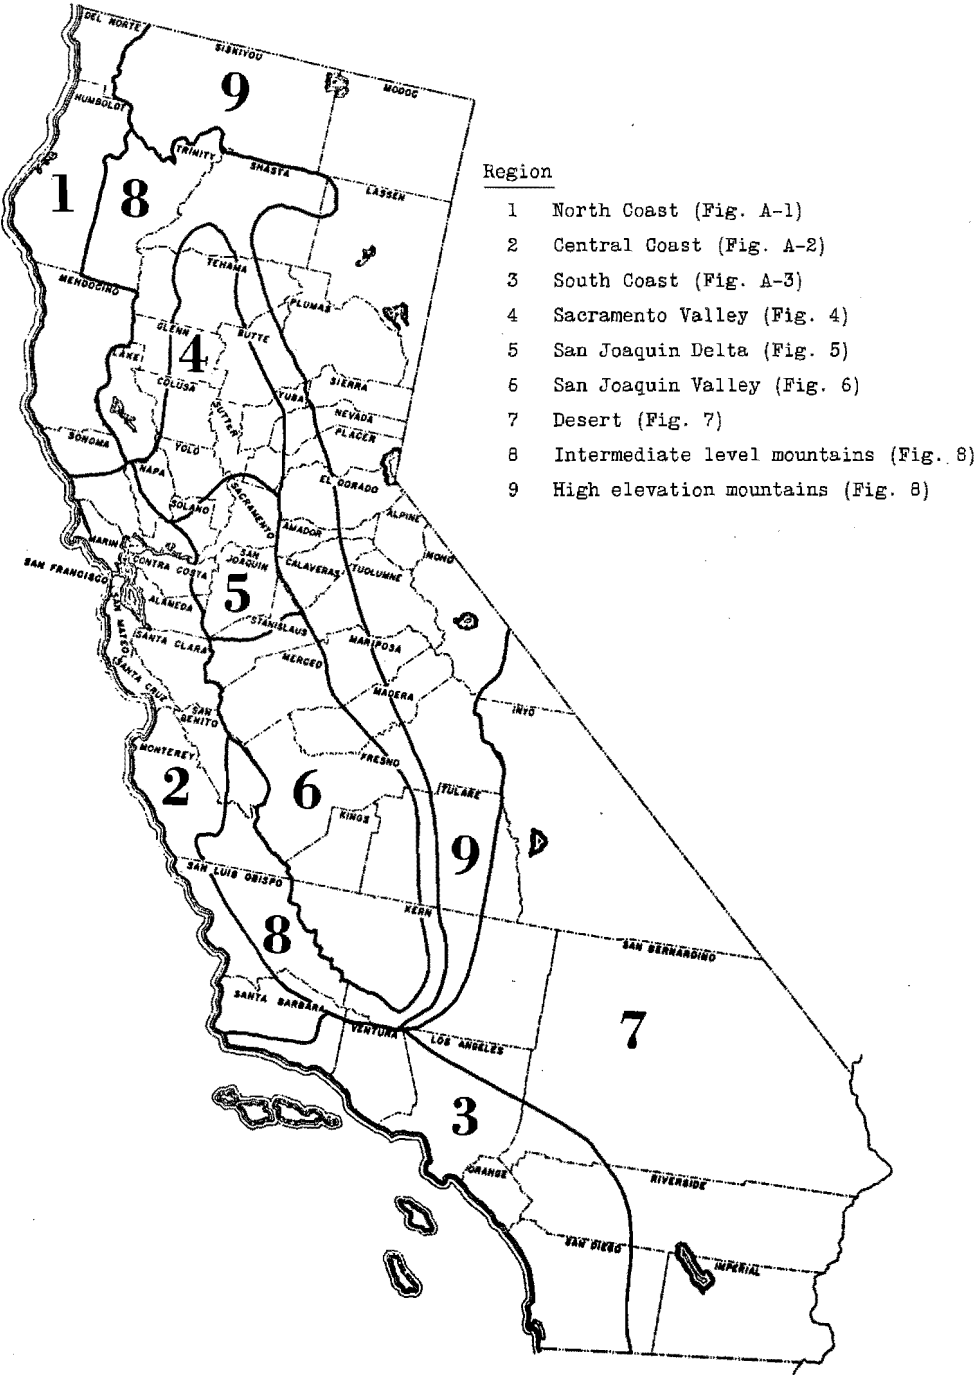 DEL NORTE
SISKIYOU
MODOC
9
HUMBOLDT
TRINITY
SHASTA
LASSEN
1
8
Region
1 North Coast (Fig. A-1)
2 Central Coast (Fig. A-2)
3 South Coast (Fig. A-3)
4 Sacramento Valley (Fig. 4)
5 San Joaquin Delta (Fig. 5)
6 San Joaquin Valley (Fig. 6)
7 Desert (Fig. 7)
8 Intermediate level mountains (Fig. 8)
9 High elevation mountains (Fig. 8)
TEHAMA
MENDOCINO
PLUMAS
GLENN
BUTTE
4
LAKE
COLUSA
SIERRA
YUBA
SUTTER
NEVADA
PLACER
SONOMA
YOLO
NAPA
EL DORADO
SOLANO
SACRAMENTO
ALPINE
AMADOR
MARIN
SAN
JOAQUIN
CALAVERAS
TUOLUMNE
MONO
CONTRA COSTA
SAN FRANCISCO
5
ALAMEDA
SAN MATEO
STANISLAUS
SANTA CLARA
MARIPOSA
MERCED
SANTA CRUZ
MADERA
SAN
BENITO
INYO
MONTEREY
FRESNO
2
6
TULARE
KINGS
9
SAN LUIS OBISPO
KERN
8
SAN BERNARDINO
SANTA BARBARA
VENTURA
LOS ANGELES
7
3
ORANGE
RIVERSIDE
SAN DIEGO
IMPERIAL